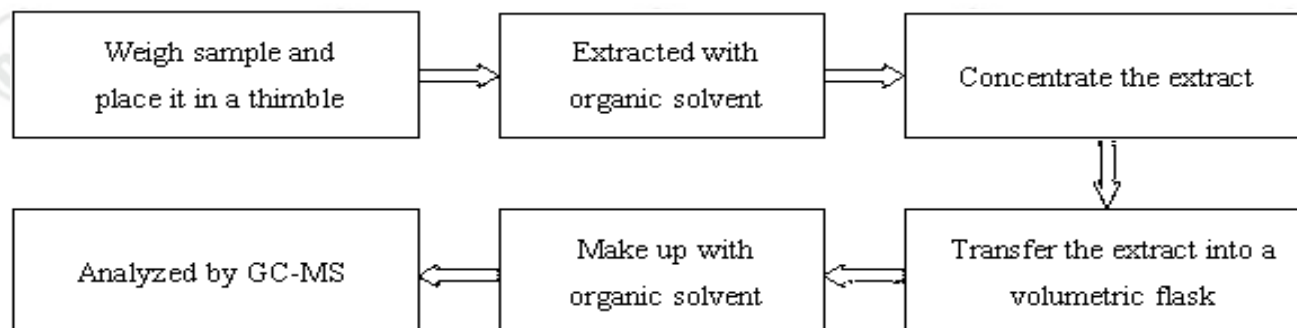 Weigh sample and
place it in a thimble
Extracted with
organic solvent
Concentrate the extract
Transfer the extract into a
volumetric flask
Make up with
organic solvent
Analyzed by GC-MS